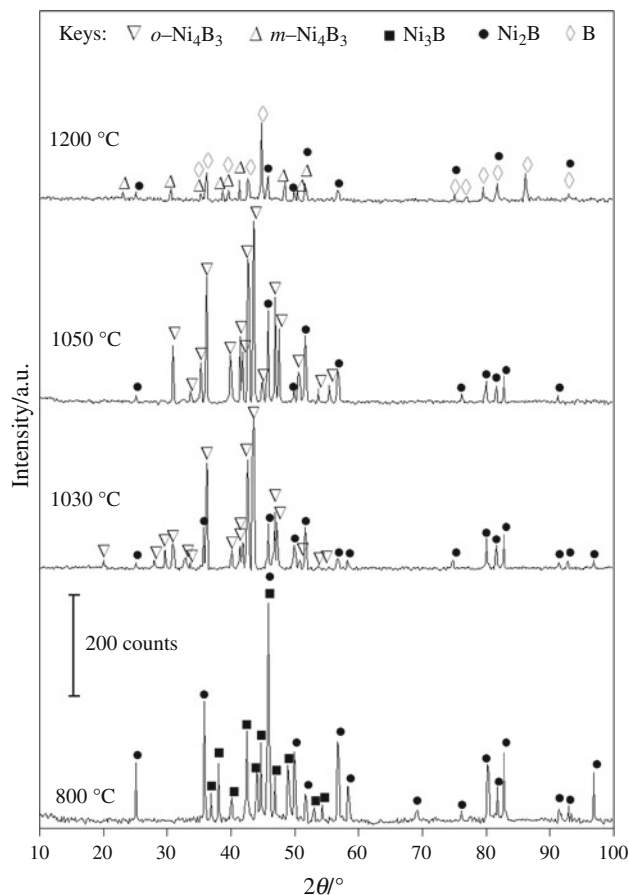 Keys: o–Ni₄B₃ m–Ni₄B₃ Ni₃B Ni₂B B
1200 °C
1050 °C
1030 °C
200 counts
800 °C
Intensity/a.u.
10 20 30 40 50 60 70 80 90 100
2θ/°